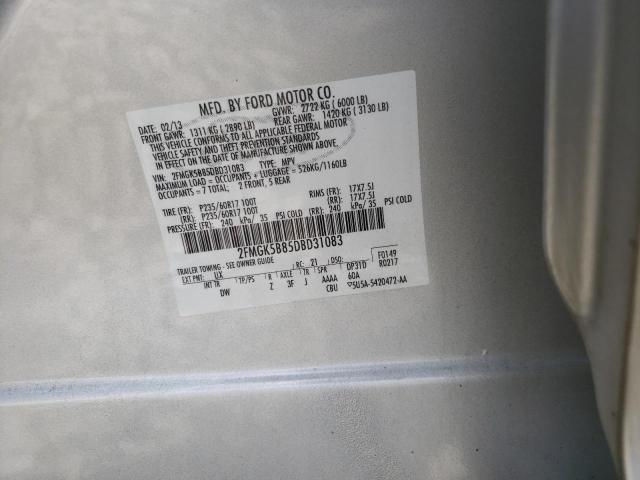 MFD. BY FORD MOTOR CO.
DATE: 02/13 GVWR: 2722 KG ( 6000 LB)
FRONT GAWR: 1311 KG ( 2890 LB) REAR GAWR: 1420 KG ( 3130 LB)
THIS VEHICLE CONFORMS TO ALL APPLICABLE FEDERAL MOTOR
VEHICLE SAFETY AND THEFT PREVENTION STANDARDS
IN EFFECT ON THE DATE OF MANUFACTURE SHOWN ABOVE.
VIN: 2FMGK5B85DBD31083 TYPE: MPV
MAXIMUM LOAD = OCCUPANTS + LUGGAGE = 526KG/1160LB
OCCUPANTS = 7 TOTAL; 2 FRONT, 5 REAR
TIRE (FR): P235/60R17 100T RIMS (FR): 17X7.5J
(RR): P235/60R17 100T (RR): 17X7.5J
PRESSURE (FR): 240 kPa/ 35 PSI COLD (RR): 240 kPa/ 35 PSI COLD
2FMGK5B85DBD31083
TRAILER TOWING - SEE OWNER GUIDE F0149
EXT PNT: UX RC: 21 DSO: DP31D R0217
INT TR TP/PS R AXLE TR SPR 60A
DW Z 3F J AAAA CBU 5U5A-5420472-AA